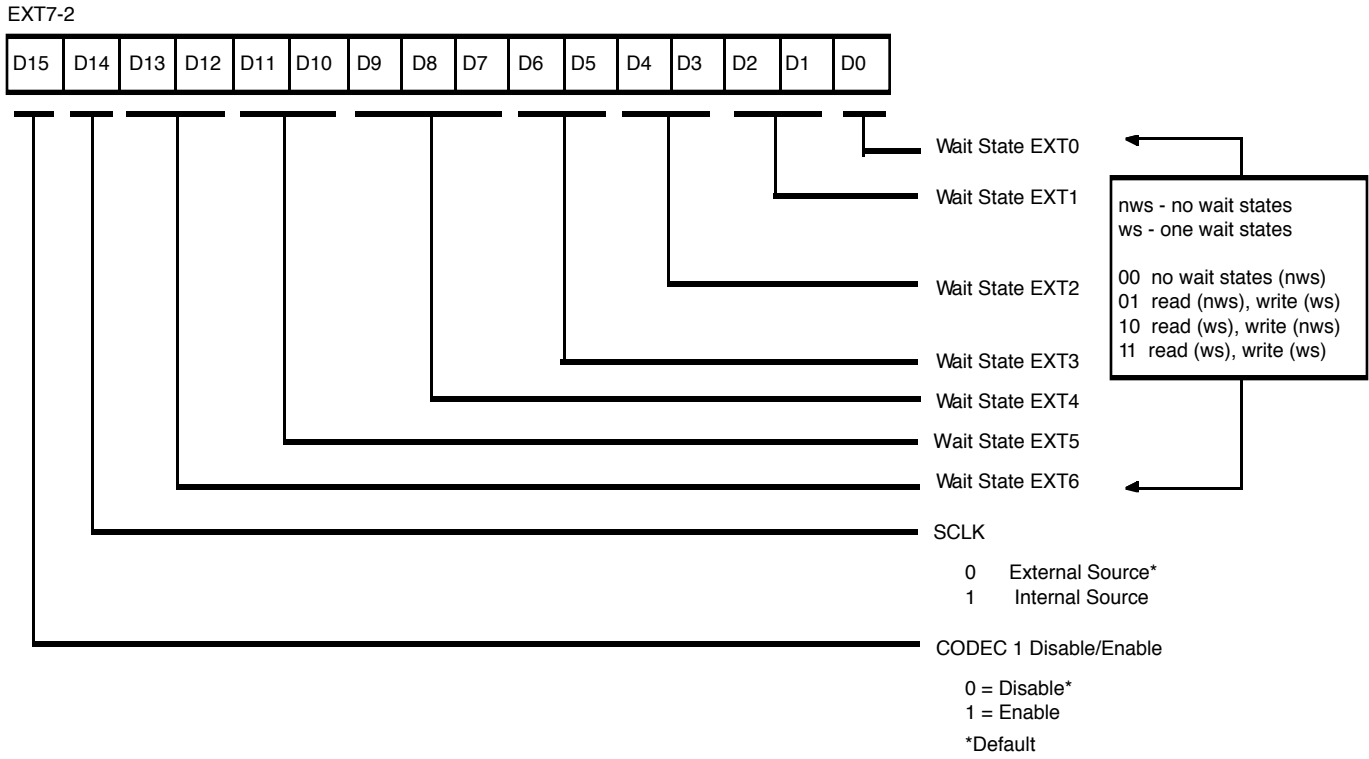 EXT7-2
D15 D14 D13 D12 D11 D10 D9 D8 D7 D6 D5 D4 D3 D2 D1 D0
Wait State EXT0
Wait State EXT1
Wait State EXT2
Wait State EXT3
Wait State EXT4
Wait State EXT5
Wait State EXT6
nws - no wait states
ws - one wait states
00 no wait states (nws)
01 read (nws), write (ws)
10 read (ws), write (nws)
11 read (ws), write (ws)
SCLK
0 External Source*
1 Internal Source
CODEC 1 Disable/Enable
0 = Disable*
1 = Enable
*Default